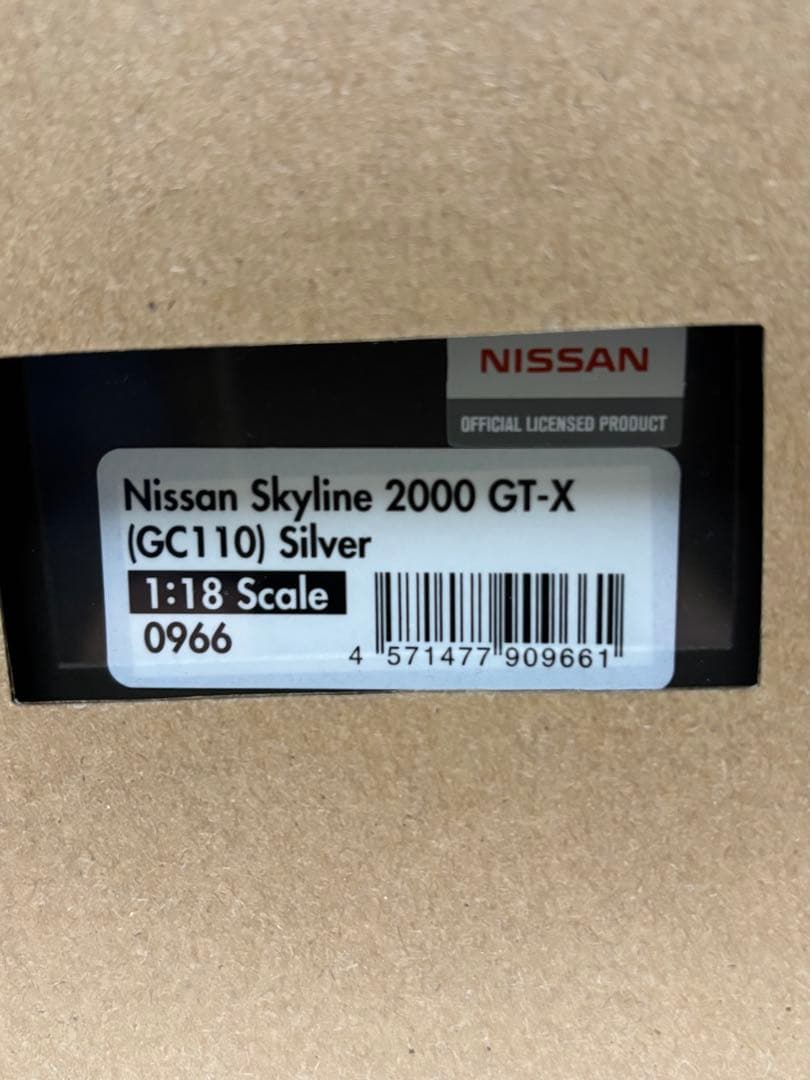 NISSAN
OFFICIAL LICENSED PRODUCT
Nissan Skyline 2000 GT-X
(GC110) Silver
1:18 Scale
0966
4 571477 909661